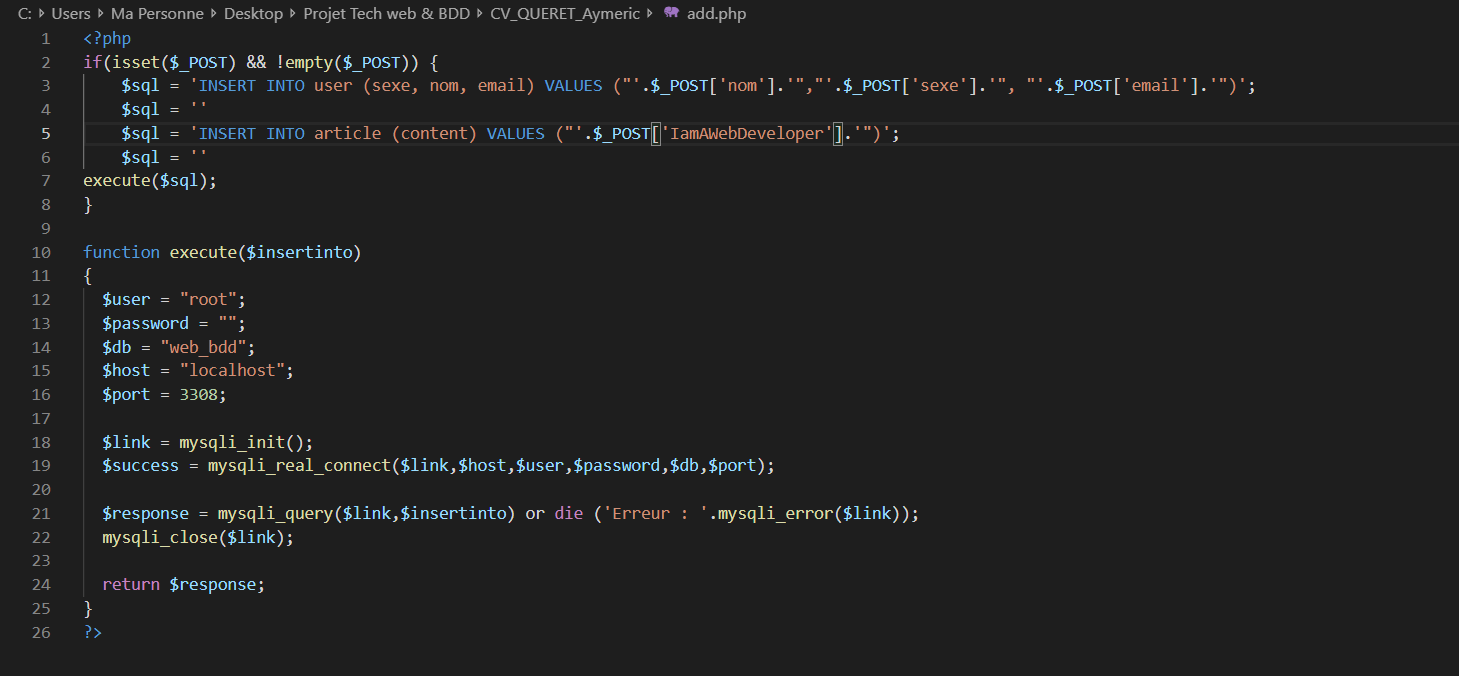 C: Users Ma Personne Desktop Projet Tech web & BDD CV_QUERET_Aymeric add.php
1 <?php
2 if(isset($_POST) && !empty($_POST)) {
3 $sql = 'INSERT INTO user (sexe, nom, email) VALUES ("'.$_POST['nom'].'","'.$_POST['sexe'].'", "'.$_POST['email'].'")';
4 $sql = ''
5 $sql = 'INSERT INTO article (content) VALUES ("'.$_POST['IamAWebDeveloper'].'")';
6 $sql = ''
7 execute($sql);
8 }
9
10 function execute($insertinto)
11 {
12 $user = "root";
13 $password = "";
14 $db = "web_bdd";
15 $host = "localhost";
16 $port = 3308;
17
18 $link = mysqli_init();
19 $success = mysqli_real_connect($link,$host,$user,$password,$db,$port);
20
21 $response = mysqli_query($link,$insertinto) or die ('Erreur : '.mysqli_error($link));
22 mysqli_close($link);
23
24 return $response;
25 }
26 ?>